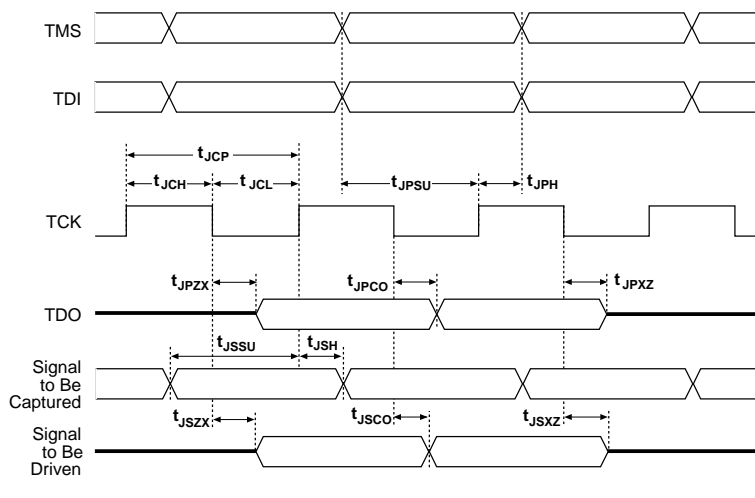 TMS
TDI
tJCP
tJCH
tJCL
tJPSU
tJPH
TCK
tJPZX
tJPCO
tJPXZ
TDO
tJSSU
tJSH
Signal
to Be
Captured
tJSZX
tJSCO
tJSXZ
Signal
to Be
Driven